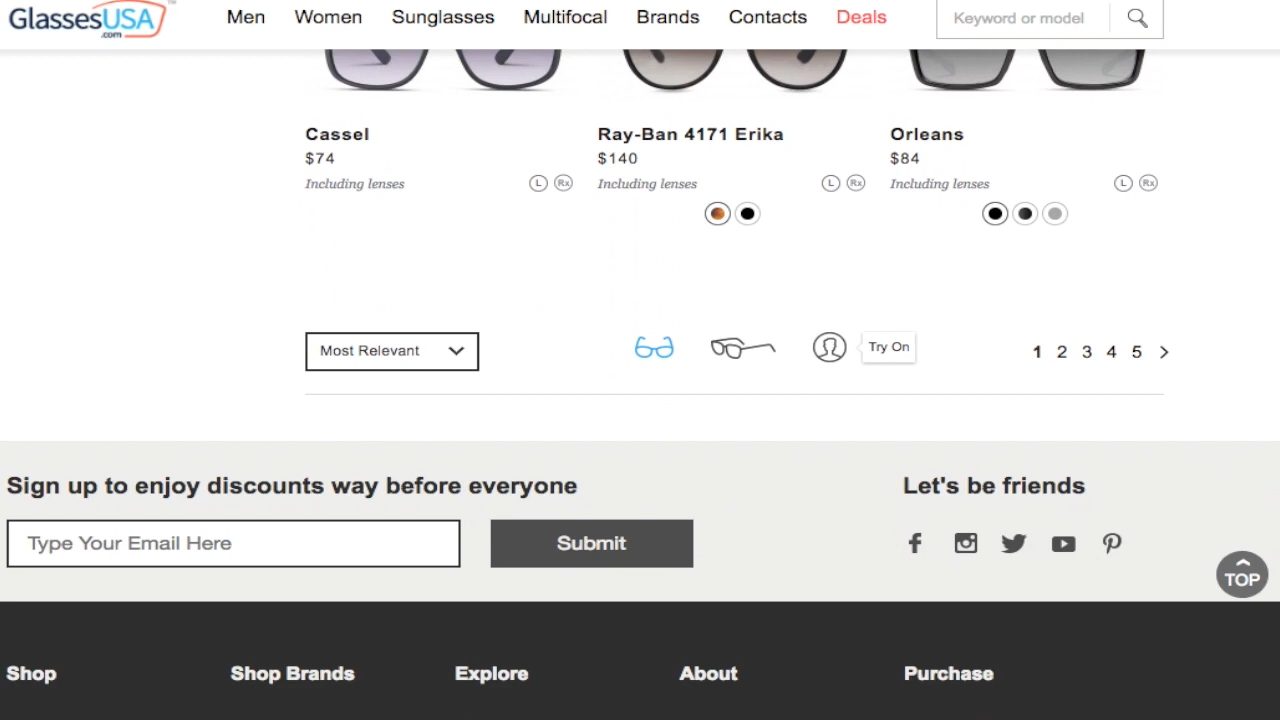 GlassesUSA™
.com
Men Women Sunglasses Multifocal Brands Contacts Deals Keyword or model
Cassel Ray-Ban 4171 Erika Orleans
$74 $140 $84
Including lenses L Rx Including lenses L Rx Including lenses L Rx
Most Relevant Try On 1 2 3 4 5
Sign up to enjoy discounts way before everyone Let's be friends
Type Your Email Here Submit
TOP
Shop Shop Brands Explore About Purchase